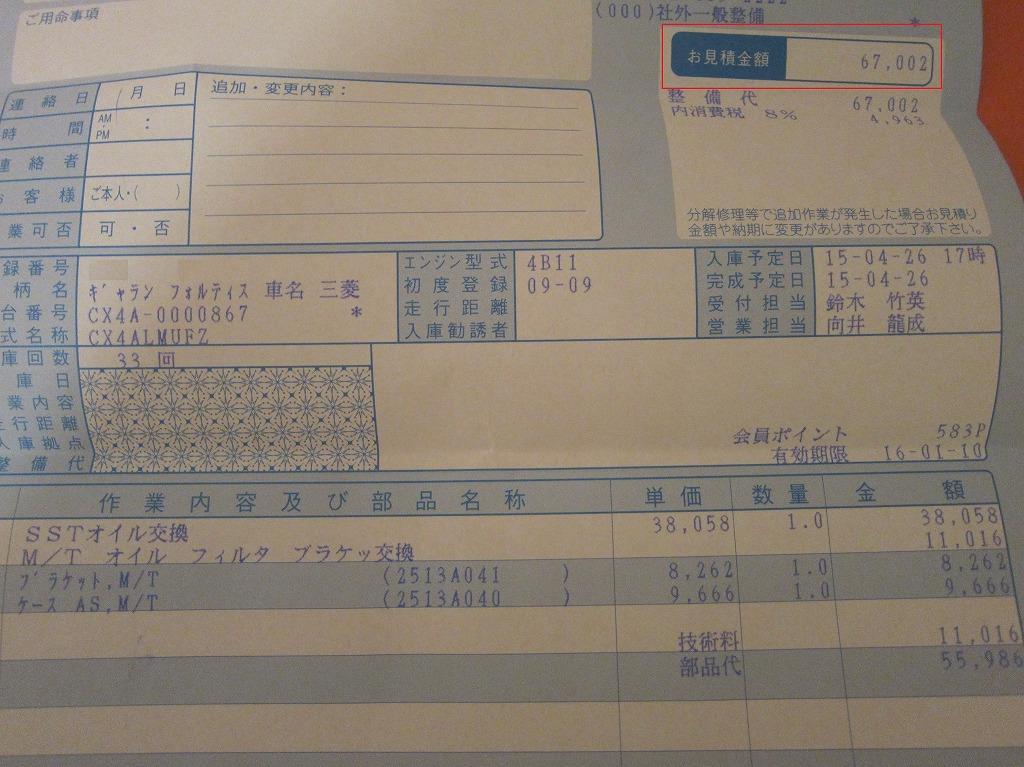 ご用命事項
(000)社外一般整備
*
お見積金額 67,002
整備代 67,002
内消費税 8% 4,963
連絡日 / 月 日
追加・変更内容:
時間 AM・PM :
連絡者
お客様 ご本人・( )
業可否 可・否
分解修理等で追加作業が発生した場合お見積り
金額や納期に変更がありますのでご了承下さい。
録番号
エンジン型式 4B11
入庫予定日 15-04-26 17時
柄名 ギャラン フォルティス 車名 三菱
初度登録 09-09
完成予定日 15-04-26
台番号 CX4A-0000867 *
走行距離
受付担当 鈴木 竹英
式名称 CX4ALMUFZ
入庫勧誘者
営業担当 向井 龍成
庫回数 33 回
庫日
業内容
走行距離
入庫拠点
整備代
会員ポイント 583P
有効期限 16-01-10
作業内容及び部品名称 単価 数量 金額
SSTオイル交換 38,058 1.0 38,058
M/T オイル フィルタ ブラケッ交換 11,016
ブラケット,M/T (2513A041 ) 8,262 1.0 8,262
ケース AS,M/T (2513A040 ) 9,666 1.0 9,666
技術料 11,016
部品代 55,986